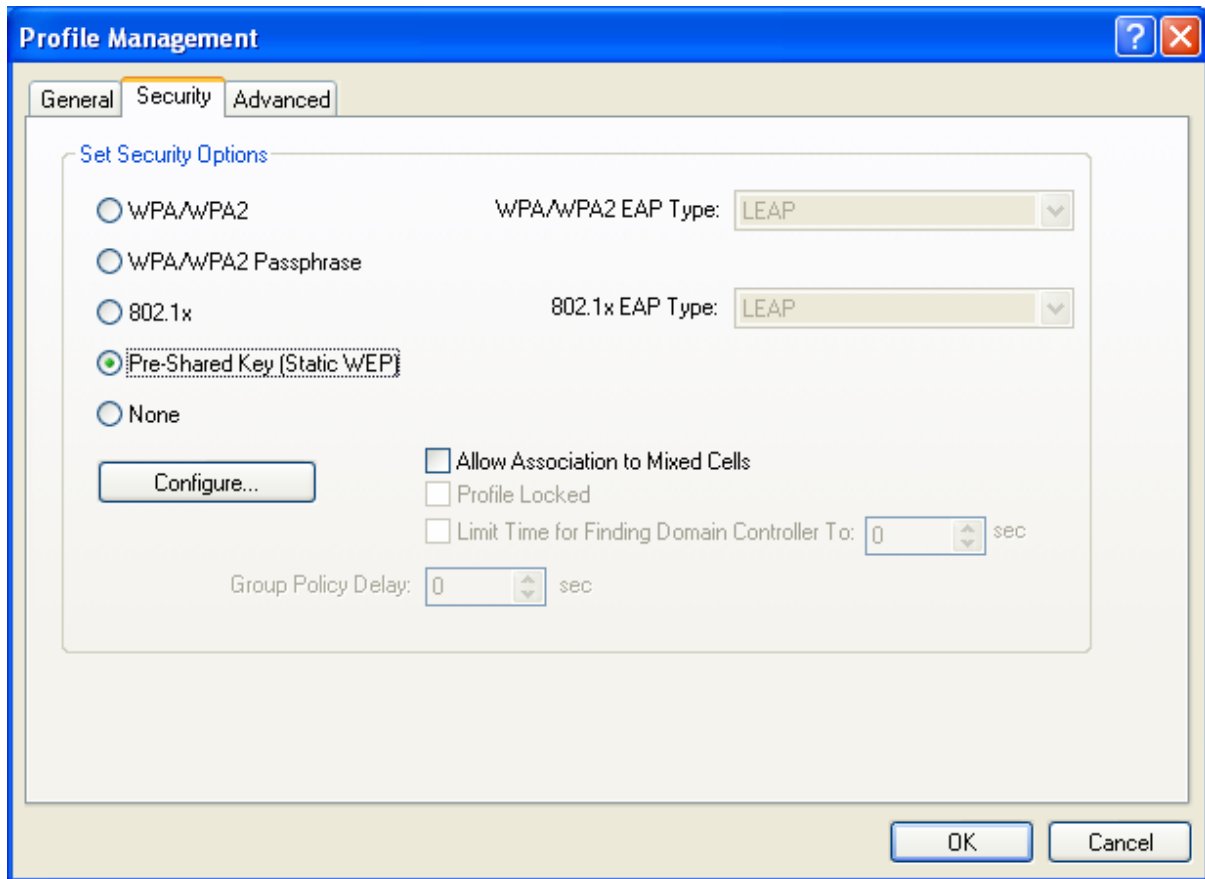 Profile Management
General Security Advanced
Set Security Options
WPA/WPA2 WPA/WPA2 EAP Type: LEAP
WPA/WPA2 Passphrase
802.1x 802.1x EAP Type: LEAP
Pre-Shared Key (Static WEP)
None
Configure... Allow Association to Mixed Cells
Profile Locked
Limit Time for Finding Domain Controller To: 0 sec
Group Policy Delay: 0 sec
OK Cancel